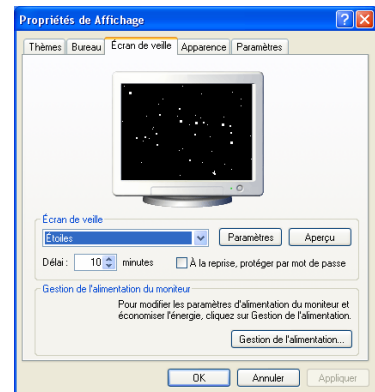 Propriétés de Affichage
Thèmes Bureau Écran de veille Apparence Paramètres
Écran de veille
Étoiles Paramètres Aperçu
Délai : 10 minutes À la reprise, protéger par mot de passe
Gestion de l'alimentation du moniteur
Pour modifier les paramètres d'alimentation du moniteur et
économiser l'énergie, cliquez sur Gestion de l'alimentation.
Gestion de l'alimentation...
OK Annuler Appliquer